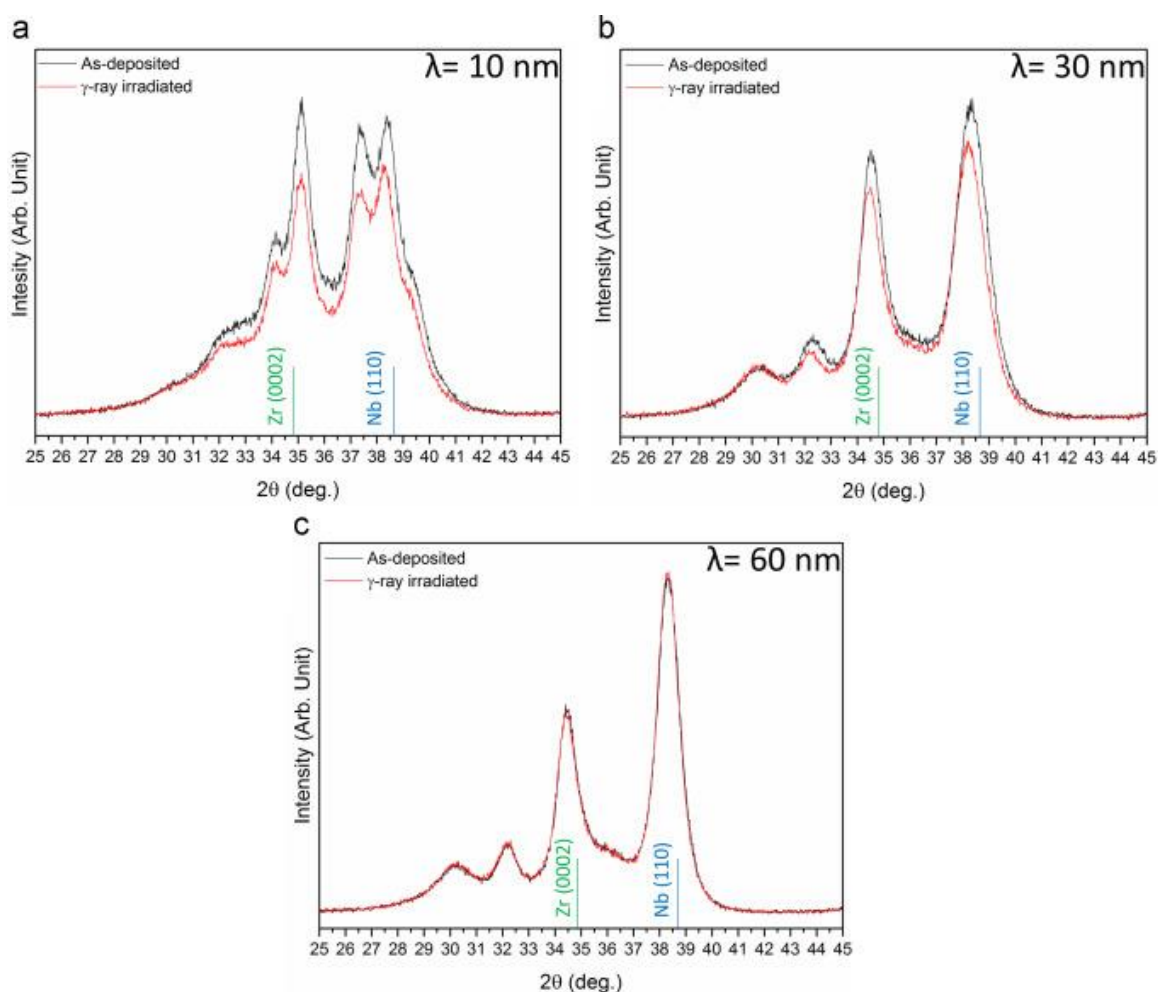 a
As-deposited
γ-ray irradiated
λ= 10 nm
Intesity (Arb. Unit)
Zr (0002)
Nb (110)
25 26 27 28 29 30 31 32 33 34 35 36 37 38 39 40 41 42 43 44 45
2θ (deg.)
b
As-deposited
γ-ray irradiated
λ= 30 nm
Intensity (Arb. Unit)
Zr (0002)
Nb (110)
25 26 27 28 29 30 31 32 33 34 35 36 37 38 39 40 41 42 43 44 45
2θ (deg.)
c
As-deposited
γ-ray irradiated
λ= 60 nm
Intensity (Arb. Unit)
Zr (0002)
Nb (110)
25 26 27 28 29 30 31 32 33 34 35 36 37 38 39 40 41 42 43 44 45
2θ (deg.)